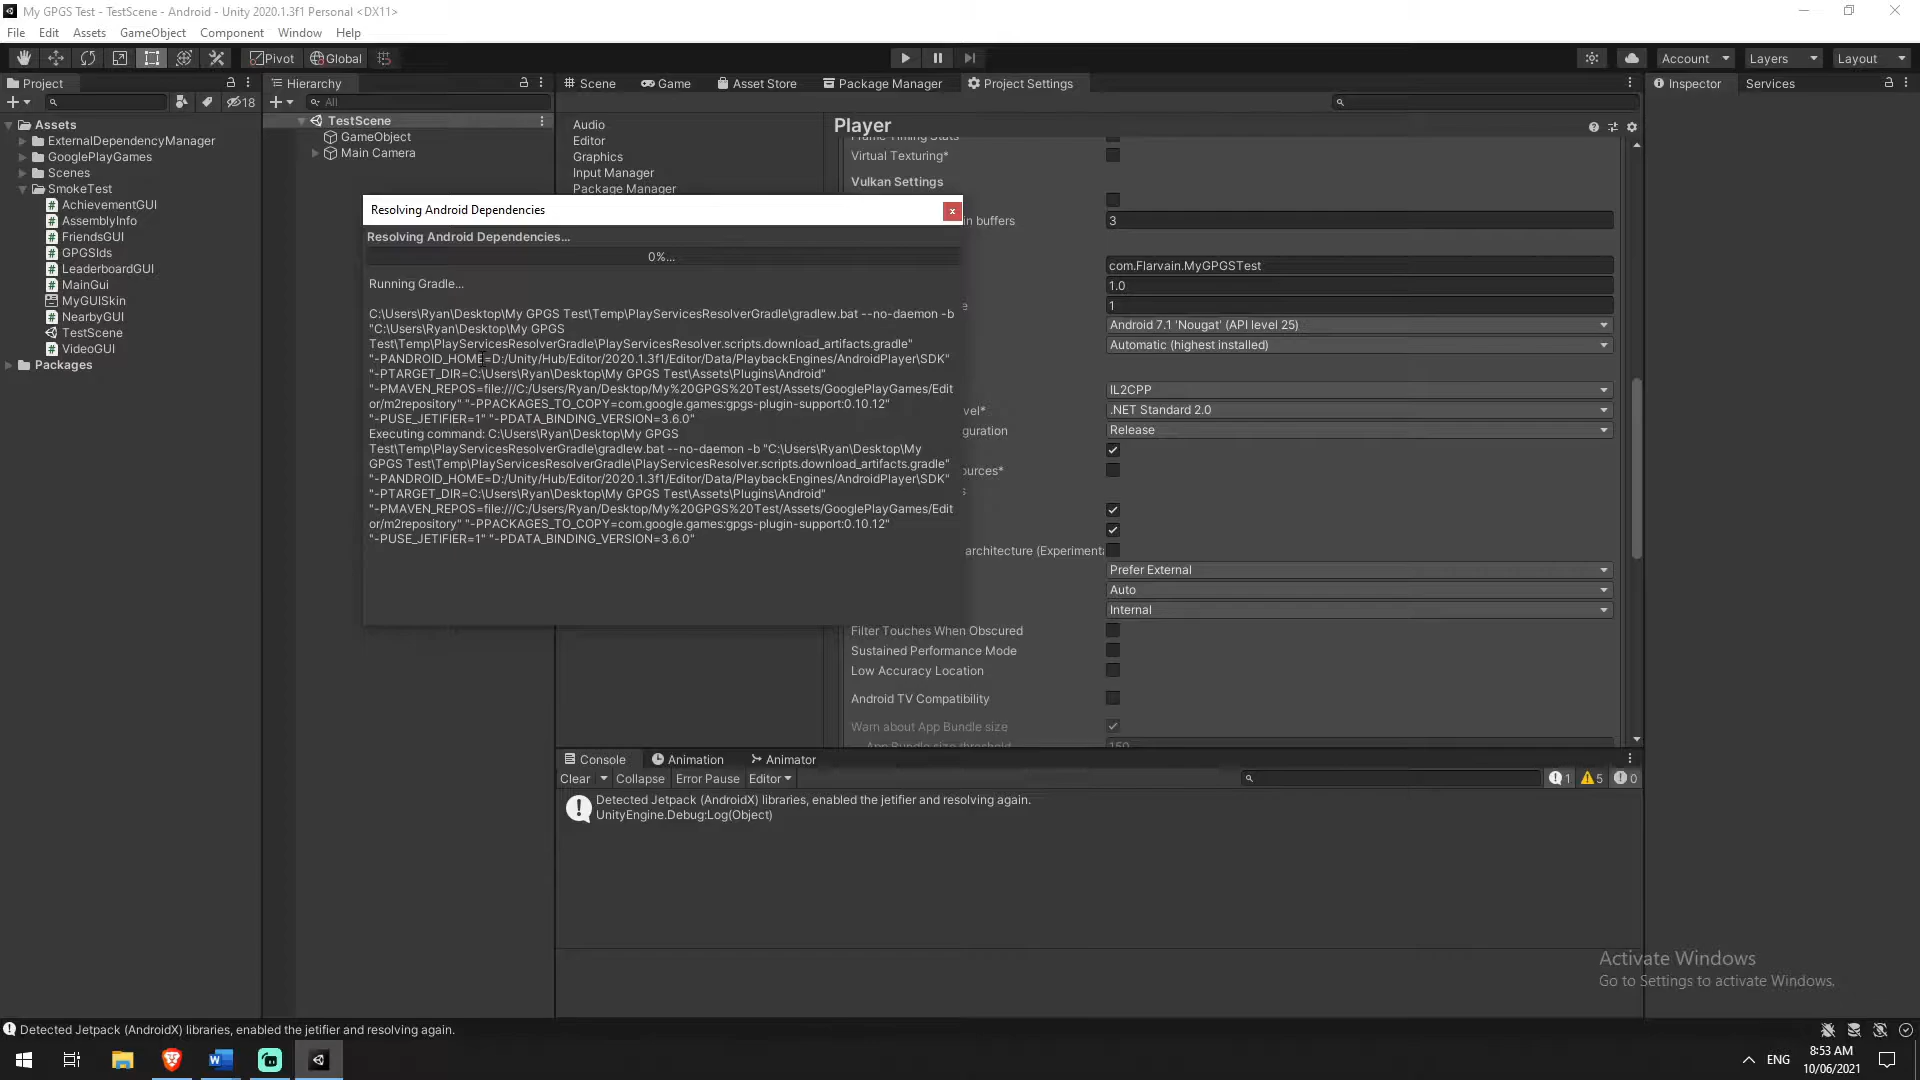 My GPGS Test - TestScene - Android - Unity 2020.1.3f1 Personal <DX11>
File Edit Assets GameObject Component Window Help
Pivot Global Account Layers Layout
Project
18
Assets
ExternalDependencyManager
GooglePlayGames
Scenes
SmokeTest
AchievementGUI
AssemblyInfo
FriendsGUI
GPGSIds
LeaderboardGUI
MainGui
MyGUISkin
NearbyGUI
TestScene
VideoGUI
Packages
Hierarchy
All
TestScene
GameObject
Main Camera
Scene Game Asset Store Package Manager Project Settings
Audio
Editor
Graphics
Input Manager
Package Manager
Resolving Android Dependencies
x
Resolving Android Dependencies...
0%...
Running Gradle...
C:\Users\Ryan\Desktop\My GPGS Test\Temp\PlayServicesResolverGradle\gradlew.bat --no-daemon -b
"C:\Users\Ryan\Desktop\My GPGS
Test\Temp\PlayServicesResolverGradle\PlayServicesResolver.scripts.download_artifacts.gradle"
"-PANDROID_HOME=D:/Unity/Hub/Editor/2020.1.3f1/Editor/Data/PlaybackEngines/AndroidPlayer\SDK"
"-PTARGET_DIR=C:\Users\Ryan\Desktop\My GPGS Test\Assets\Plugins\Android"
"-PMAVEN_REPOS=file:///C:/Users/Ryan/Desktop/My%20GPGS%20Test/Assets/GooglePlayGames/Edit
or/m2repository" "-PPACKAGES_TO_COPY=com.google.games:gpgs-plugin-support:0.10.12"
"-PUSE_JETIFIER=1" "-PDATA_BINDING_VERSION=3.6.0"
Executing command: C:\Users\Ryan\Desktop\My GPGS
Test\Temp\PlayServicesResolverGradle\gradlew.bat --no-daemon -b "C:\Users\Ryan\Desktop\My
GPGS Test\Temp\PlayServicesResolverGradle\PlayServicesResolver.scripts.download_artifacts.gradle"
"-PANDROID_HOME=D:/Unity/Hub/Editor/2020.1.3f1/Editor/Data/PlaybackEngines/AndroidPlayer\SDK"
"-PTARGET_DIR=C:\Users\Ryan\Desktop\My GPGS Test\Assets\Plugins\Android"
"-PMAVEN_REPOS=file:///C:/Users/Ryan/Desktop/My%20GPGS%20Test/Assets/GooglePlayGames/Edit
or/m2repository" "-PPACKAGES_TO_COPY=com.google.games:gpgs-plugin-support:0.10.12"
"-PUSE_JETIFIER=1" "-PDATA_BINDING_VERSION=3.6.0"
Player
Frame Timing Stats
Virtual Texturing*
Vulkan Settings
n buffers 3
com.Flarvain.MyGPGSTest
1.0
e 1
Android 7.1 'Nougat' (API level 25)
Automatic (highest installed)
IL2CPP
vel* .NET Standard 2.0
guration Release
ources*
s
architecture (Experimenta
Prefer External
Auto
Internal
Filter Touches When Obscured
Sustained Performance Mode
Low Accuracy Location
Android TV Compatibility
Warn about App Bundle size
App Bundle size threshold 150
Inspector Services
Console Animation Animator
Clear Collapse Error Pause Editor 1 5 0
Detected Jetpack (AndroidX) libraries, enabled the jetifier and resolving again.
UnityEngine.Debug:Log(Object)
Activate Windows
Go to Settings to activate Windows.
Detected Jetpack (AndroidX) libraries, enabled the jetifier and resolving again.
ENG
8:53 AM
10/06/2021